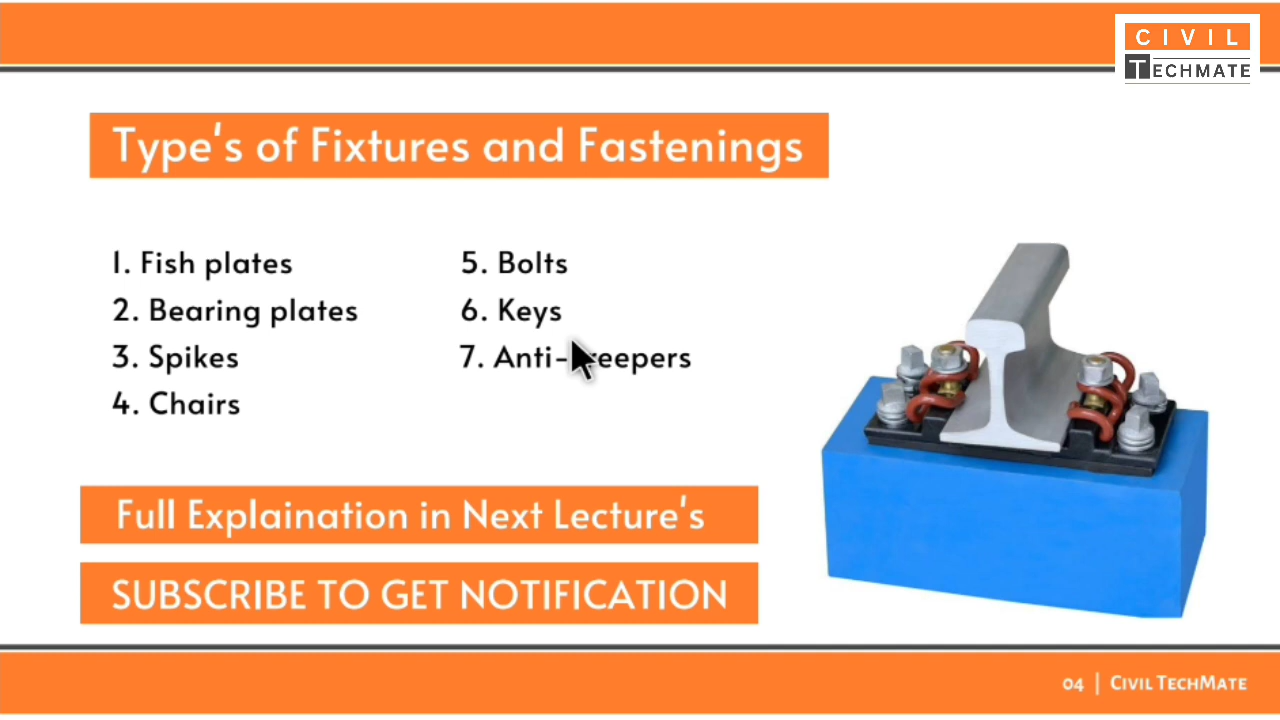 CIVIL
TECHMATE
Type's of Fixtures and Fastenings
1. Fish plates
2. Bearing plates
3. Spikes
4. Chairs
5. Bolts
6. Keys
7.
Full Explaination in Next Lecture's
SUBSCRIBE TO GET NOTIFICATION
04 | CIVIL TECHMATE